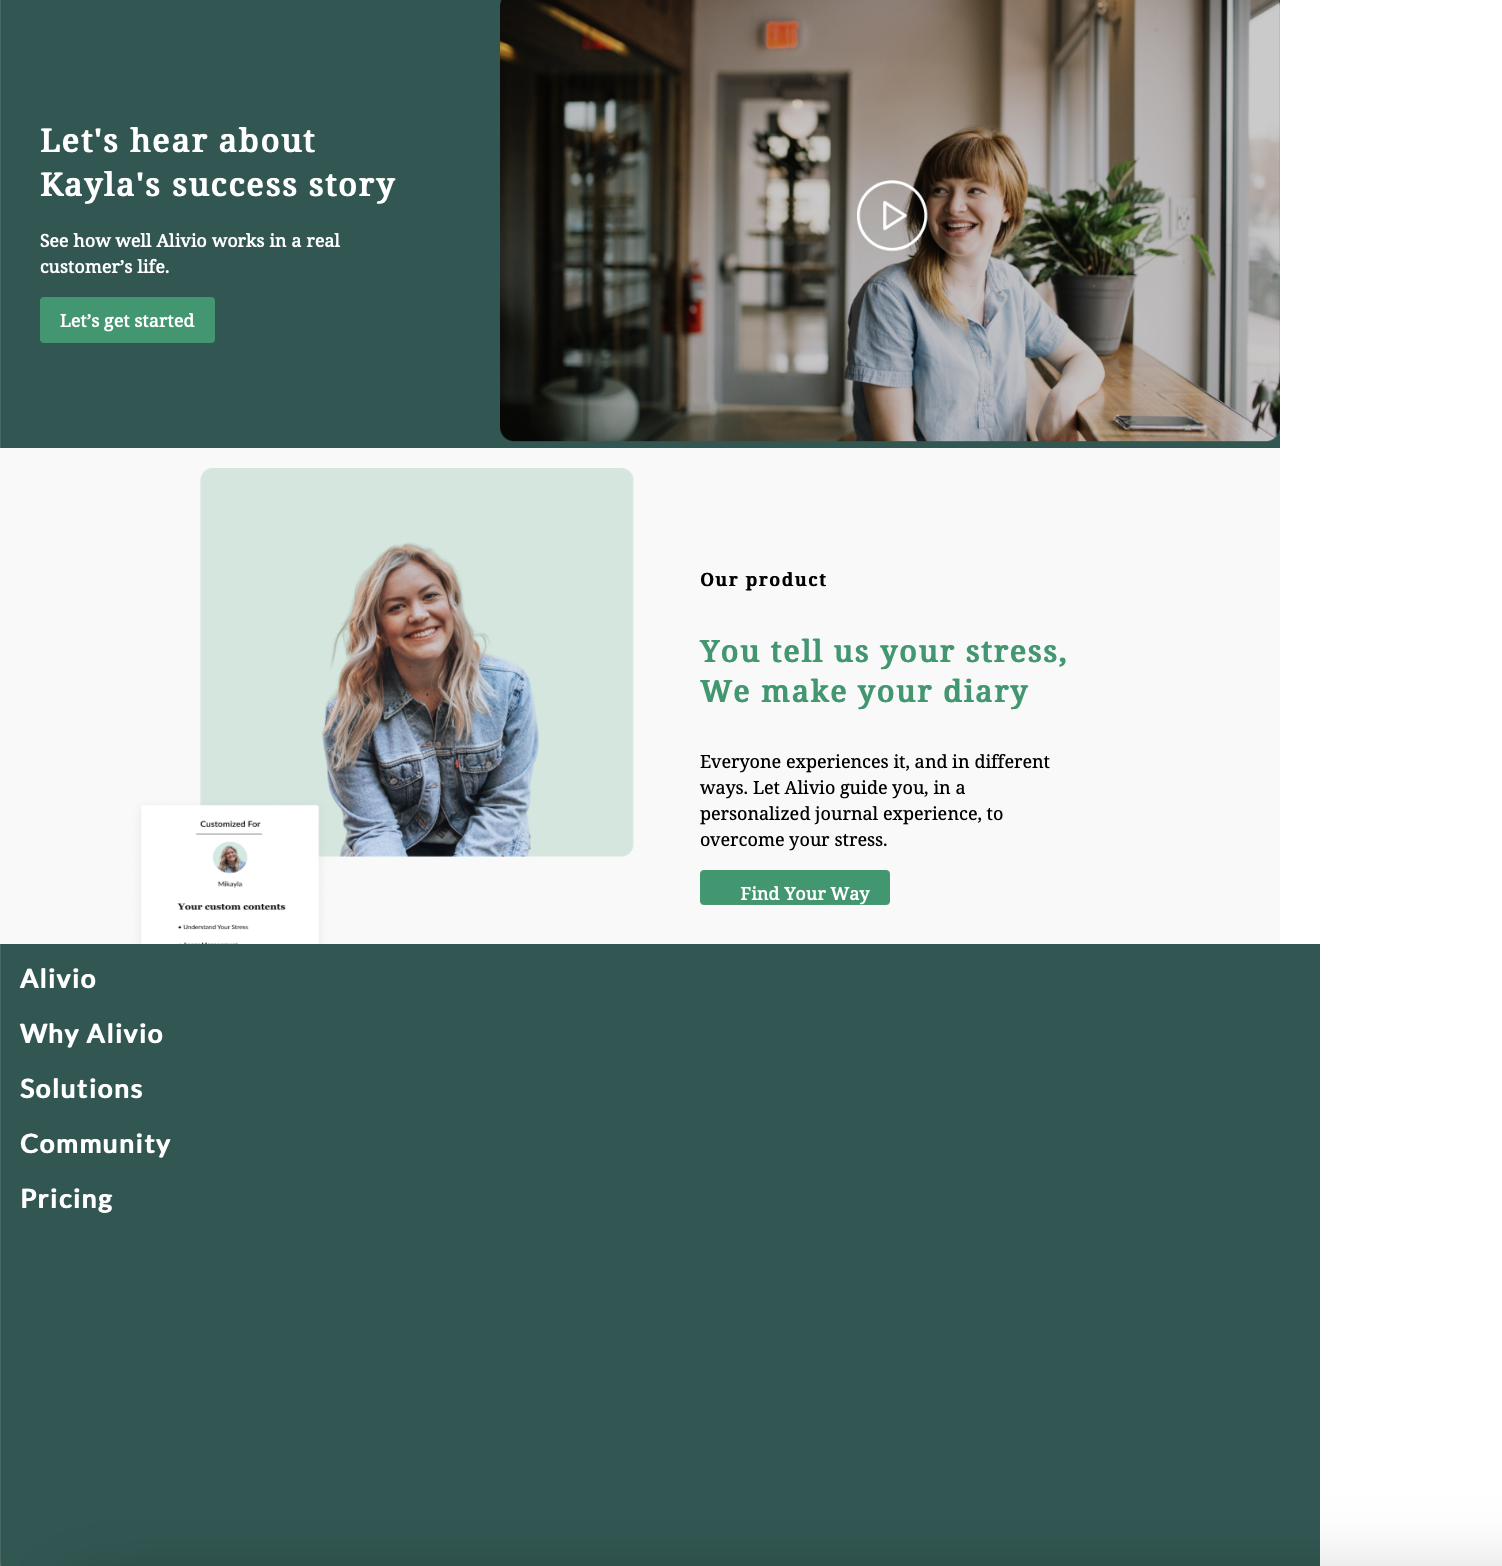 Let's hear about
Kayla's success story
See how well Alivio works in a real
customer’s life.
Let’s get started
Our product
You tell us your stress,
We make your diary
Everyone experiences it, and in different
ways. Let Alivio guide you, in a
personalized journal experience, to
overcome your stress.
Find Your Way
Customized For
Mikayla
Your custom contents
• Understand Your Stress
Alivio
Why Alivio
Solutions
Community
Pricing